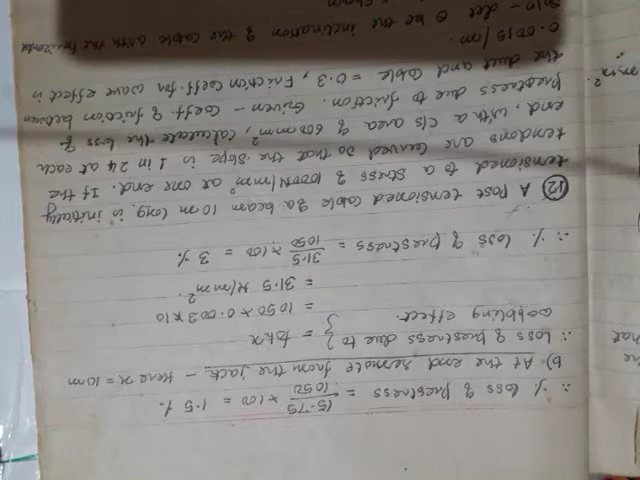 ∴ % loss of prestress = 15.75/1050 × 100 = 1.5 %.
b) At the end remote from the jack - Here x = 10m
∴ Loss of prestress due to } = fokx
wobbling effect.
= 1050 × 0.003 × 10
= 31.5 N/mm².
∴ % loss of prestress = 31.5/1050 × 100 = 3 %
(12) A Post tensioned cable of a beam 10m long is initially
tensioned to a stress of 1000N/mm² at one end. If the
tendons are curved so that the slope is 1 in 24 at each
end, with a c/s area of 600mm², calculate the loss of
prestress due to friction. Given - coeff. of friction between
the duct and cable = 0.3, Friction coeff. for wave effect is
0.0015/m.
Soln - Let θ be the inclination of the cable with the horizontal
mm².